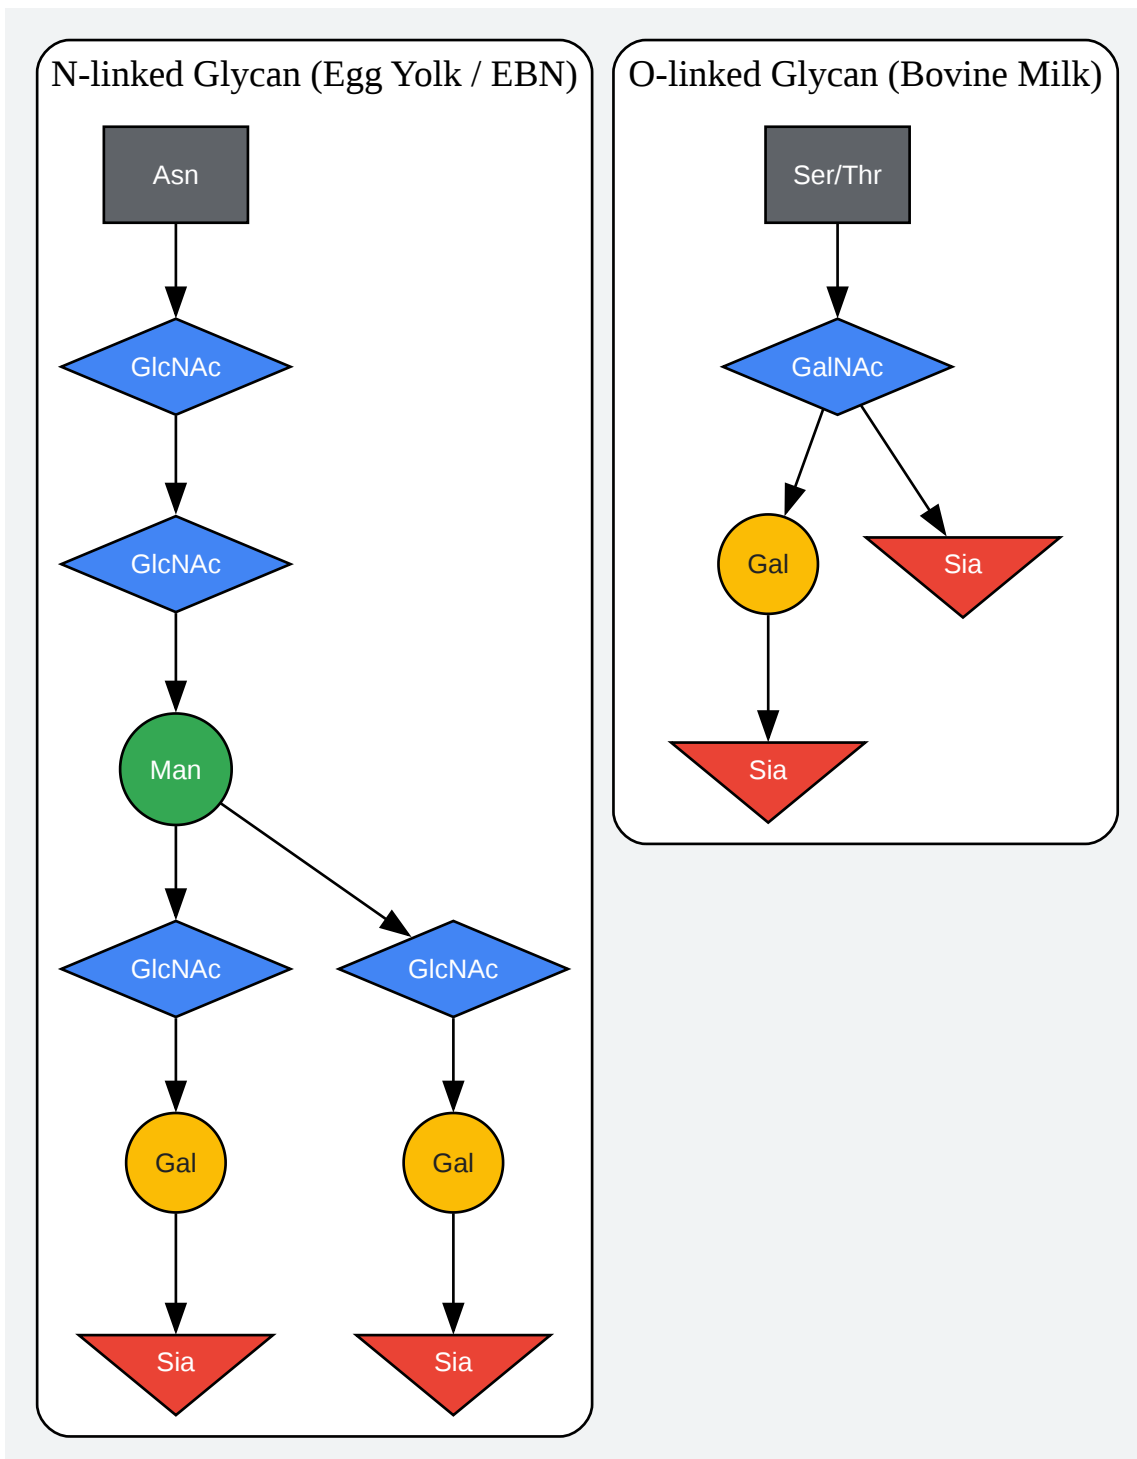 N-linked Glycan (Egg Yolk / EBN)
Asn
GlcNAc
GlcNAc
Man
GlcNAc
GlcNAc
Gal
Gal
Sia
Sia
O-linked Glycan (Bovine Milk)
Ser/Thr
GalNAc
Gal
Sia
Sia